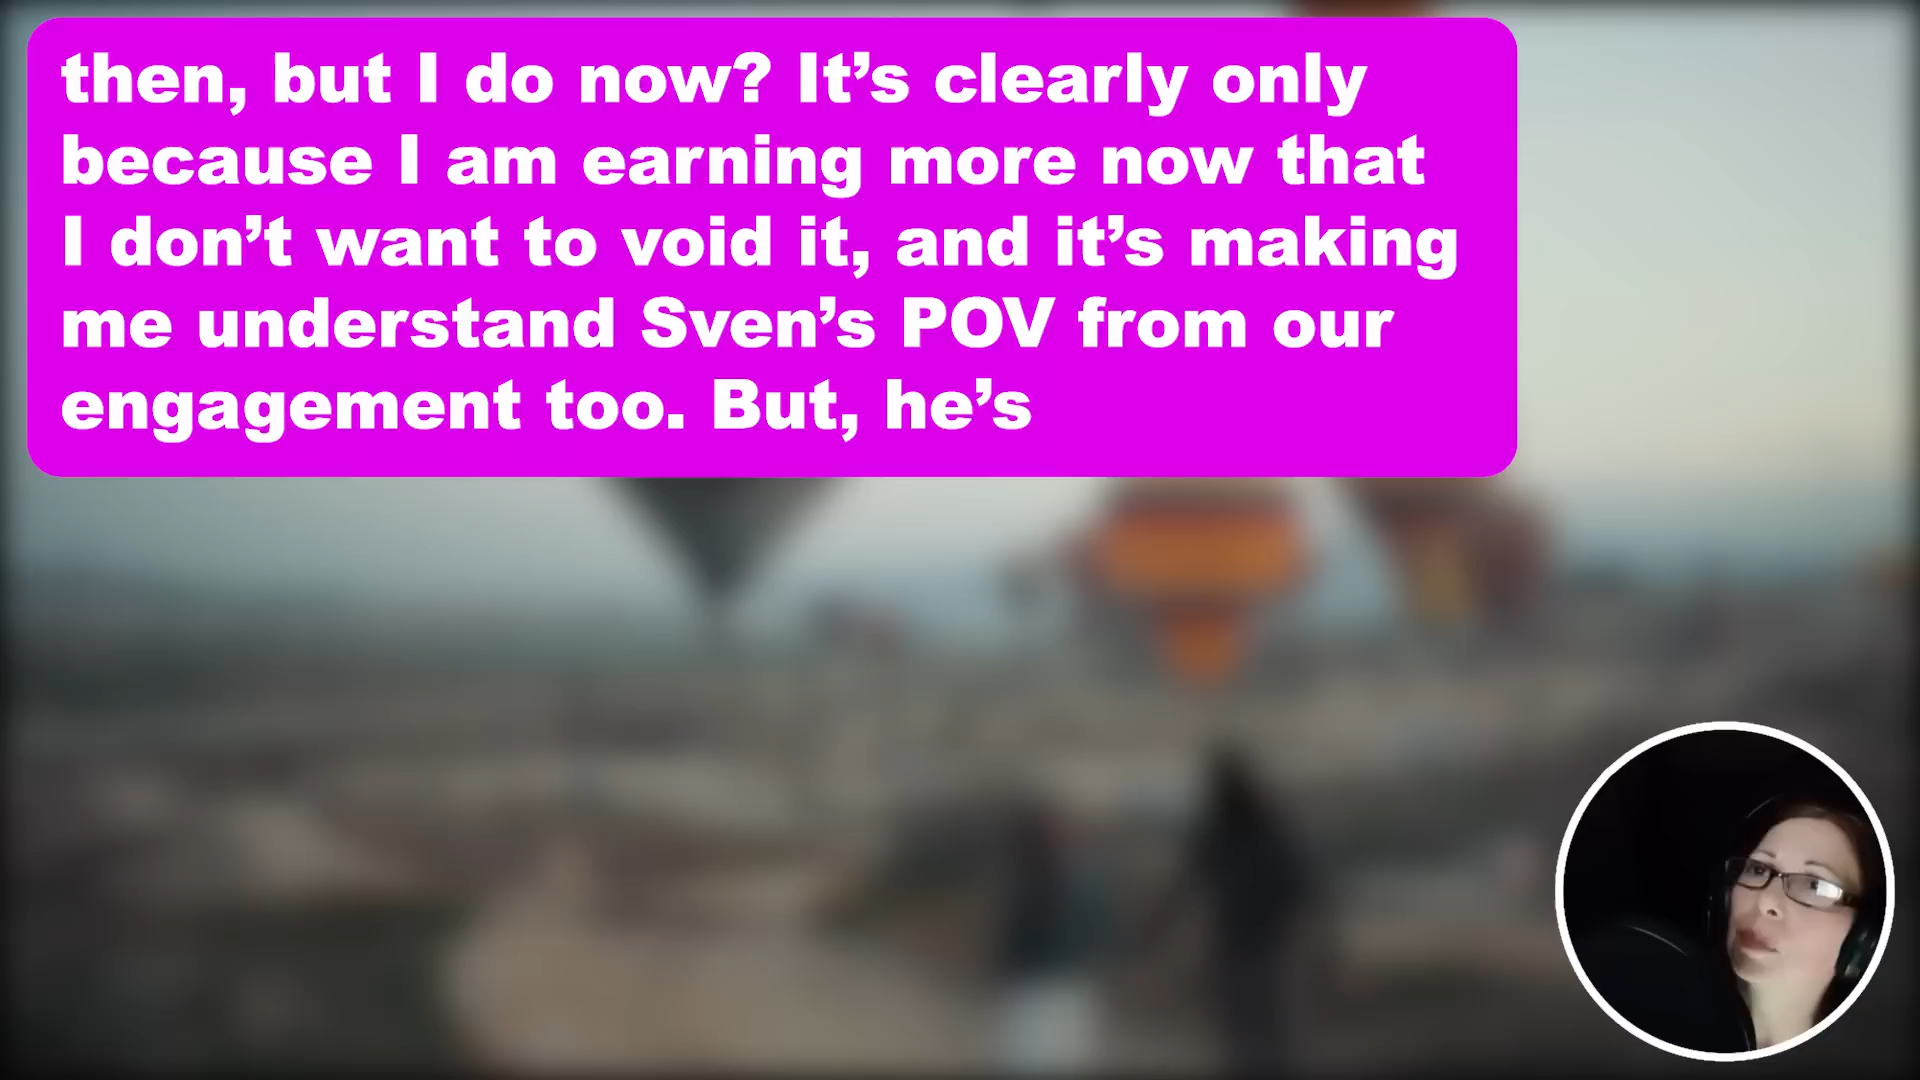 then, but I do now? It’s clearly only
because I am earning more now that
I don’t want to void it, and it’s making
me understand Sven’s POV from our
engagement too. But, he’s